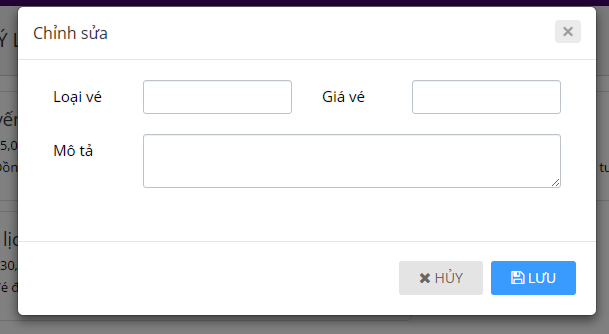 Chỉnh sửa
Loại vé Giá vé
Mô tả
HỦY LƯU